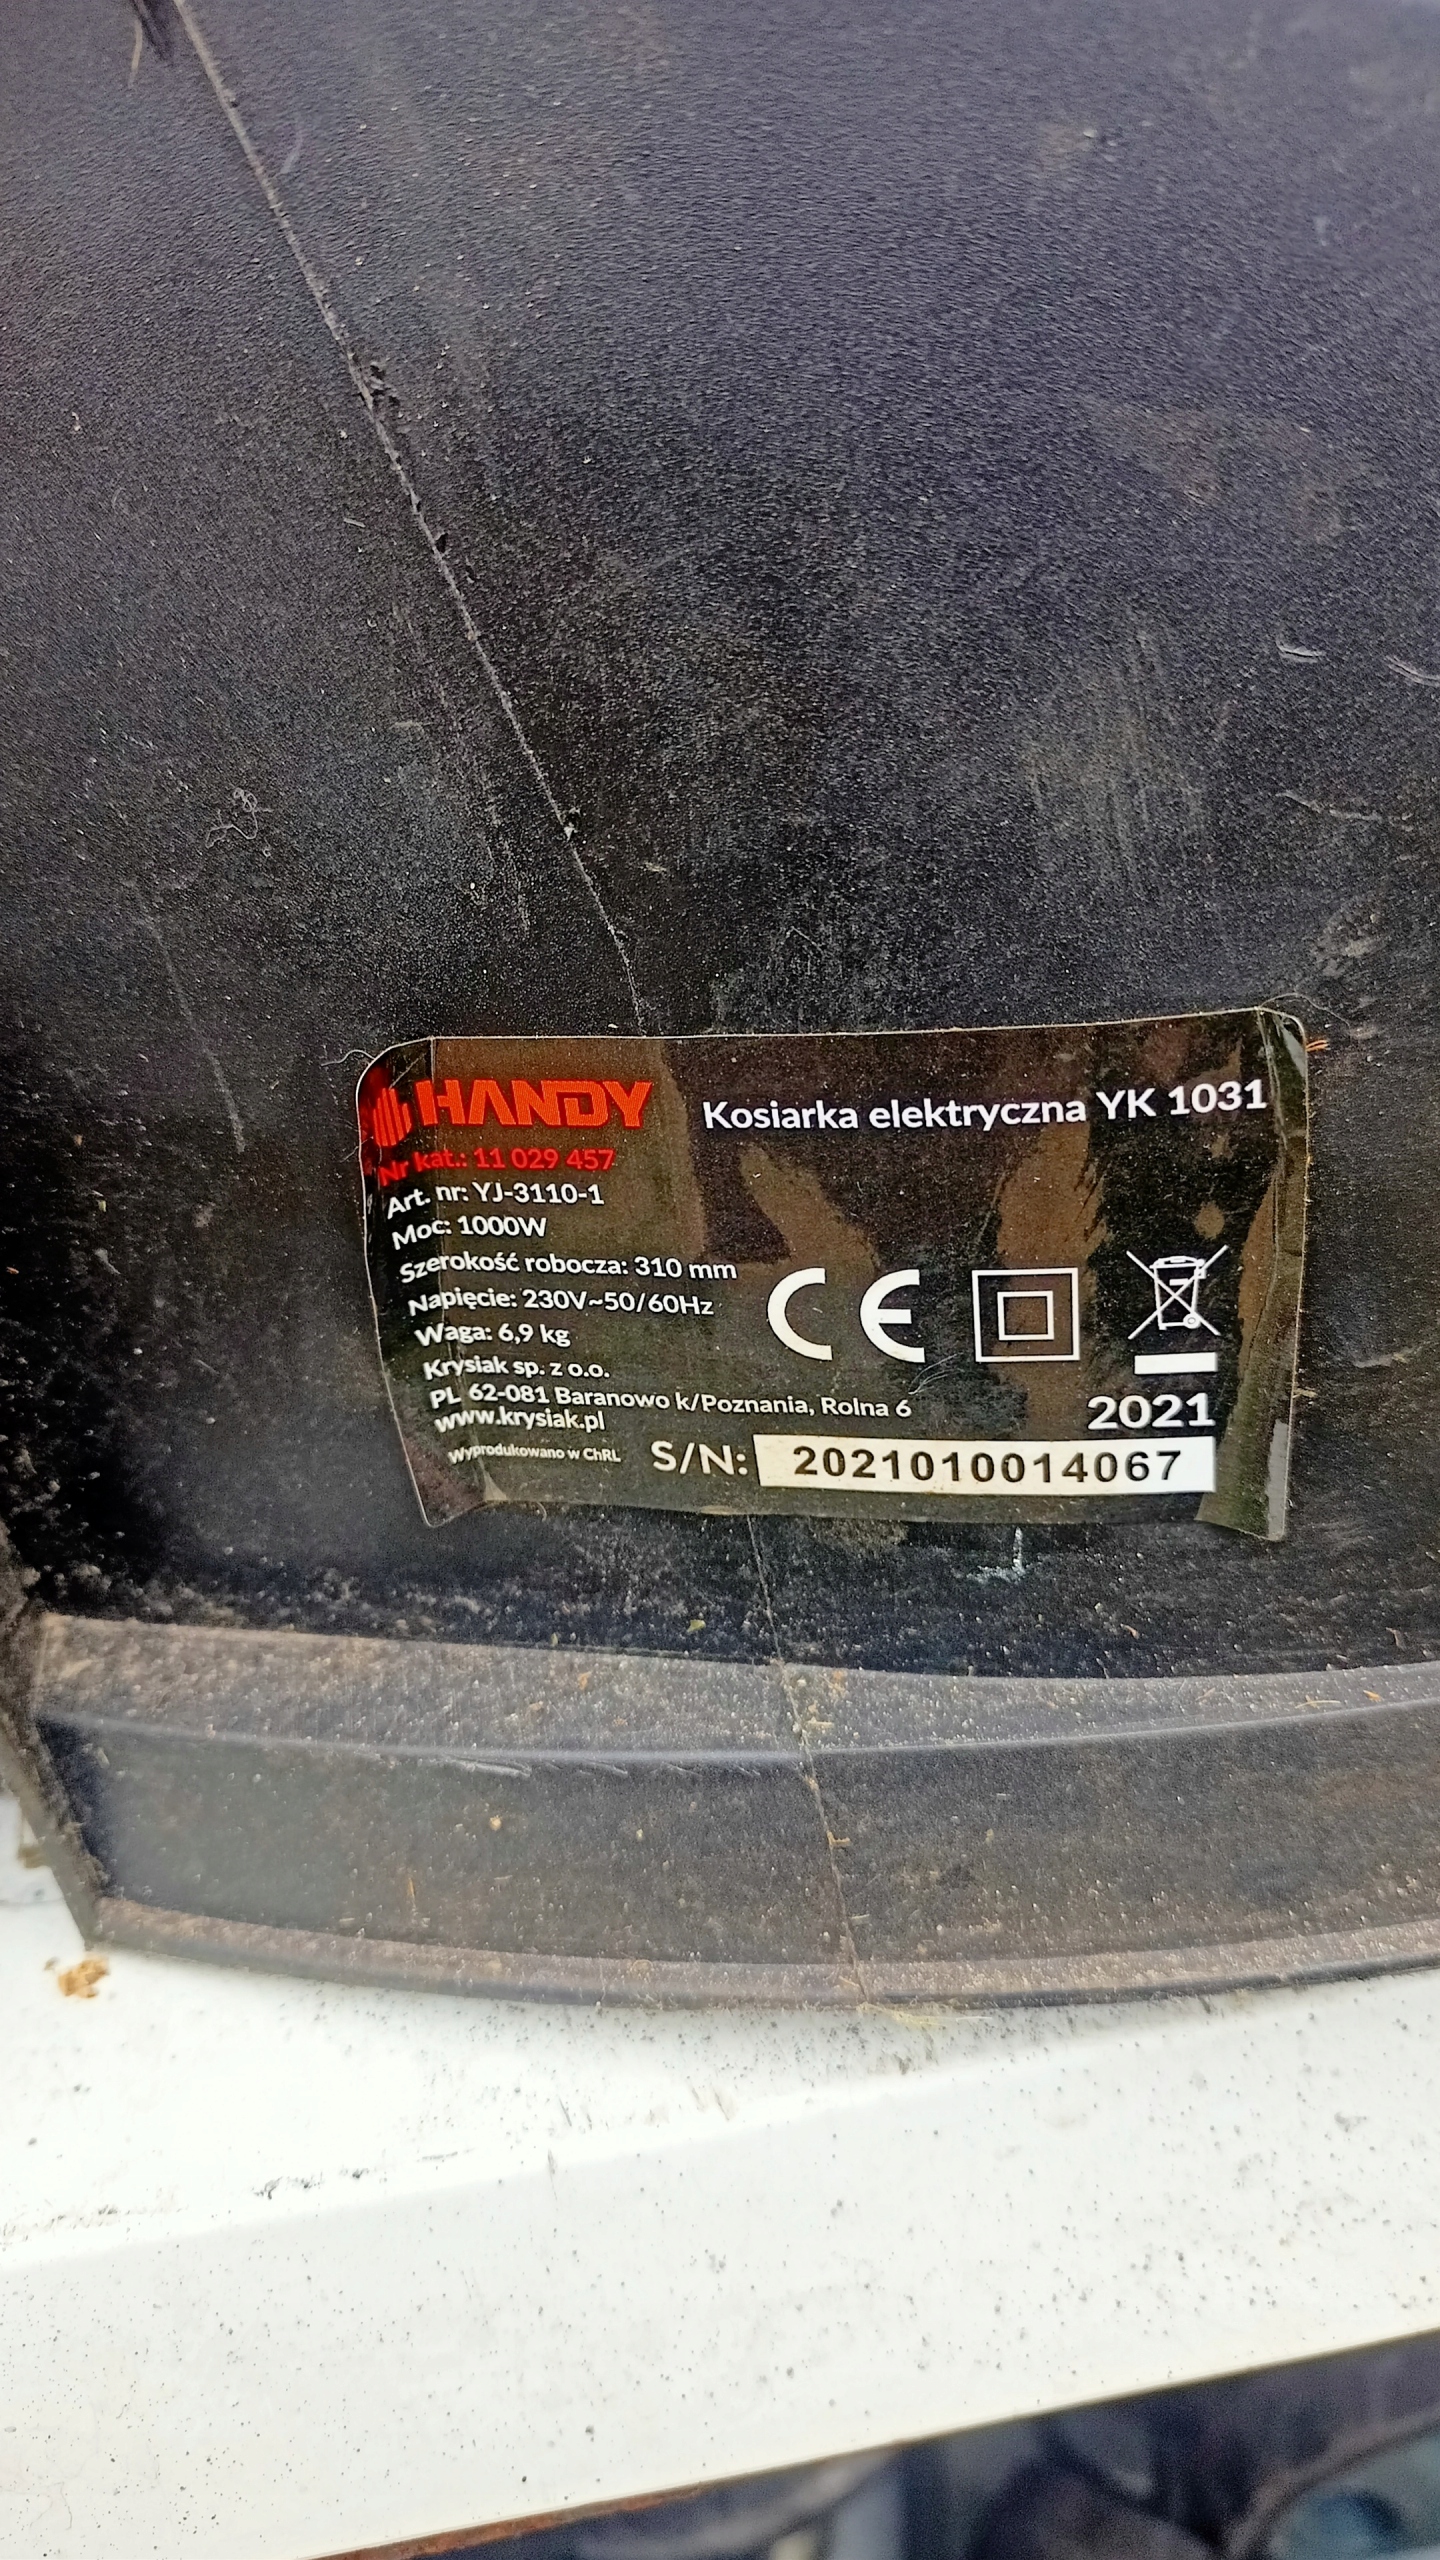 HANDY
Kosiarka elektryczna YK 1031
Nr kat.: 11 029 457
Art. nr: YJ-3110-1
Moc: 1000W
Szerokość robocza: 310 mm
Napięcie: 230V~50/60Hz
Waga: 6,9 kg
Krysiak sp. z o.o.
PL 62-081 Baranowo k/Poznania, Rolna 6
www.krysiak.pl
Wyprodukowano w ChRL
CE
2021
S/N: 2021010014067